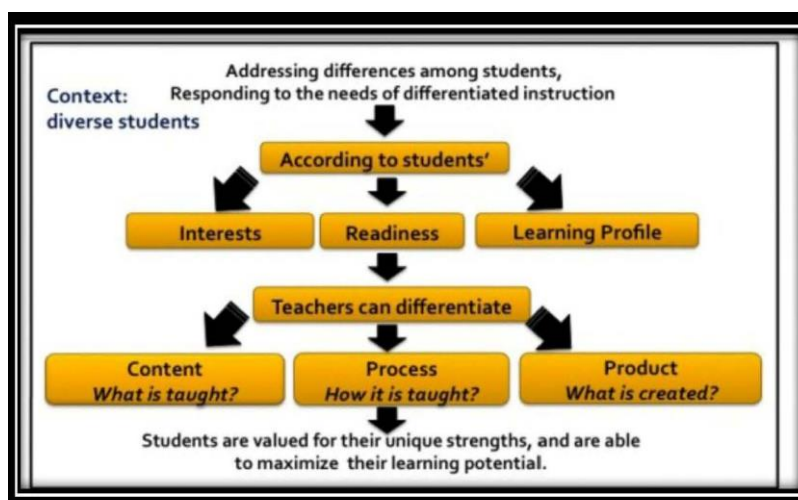 Addressing differences among students,
Context:
Responding to the needs of differentiated instruction
diverse students
According to students'
Interests
Readiness
Learning Profile
Teachers can differentiate
Content
What is taught?
Process
How it is taught?
Product
What is created?
Students are valued for their unique strengths, and are able
to maximize their learning potential.